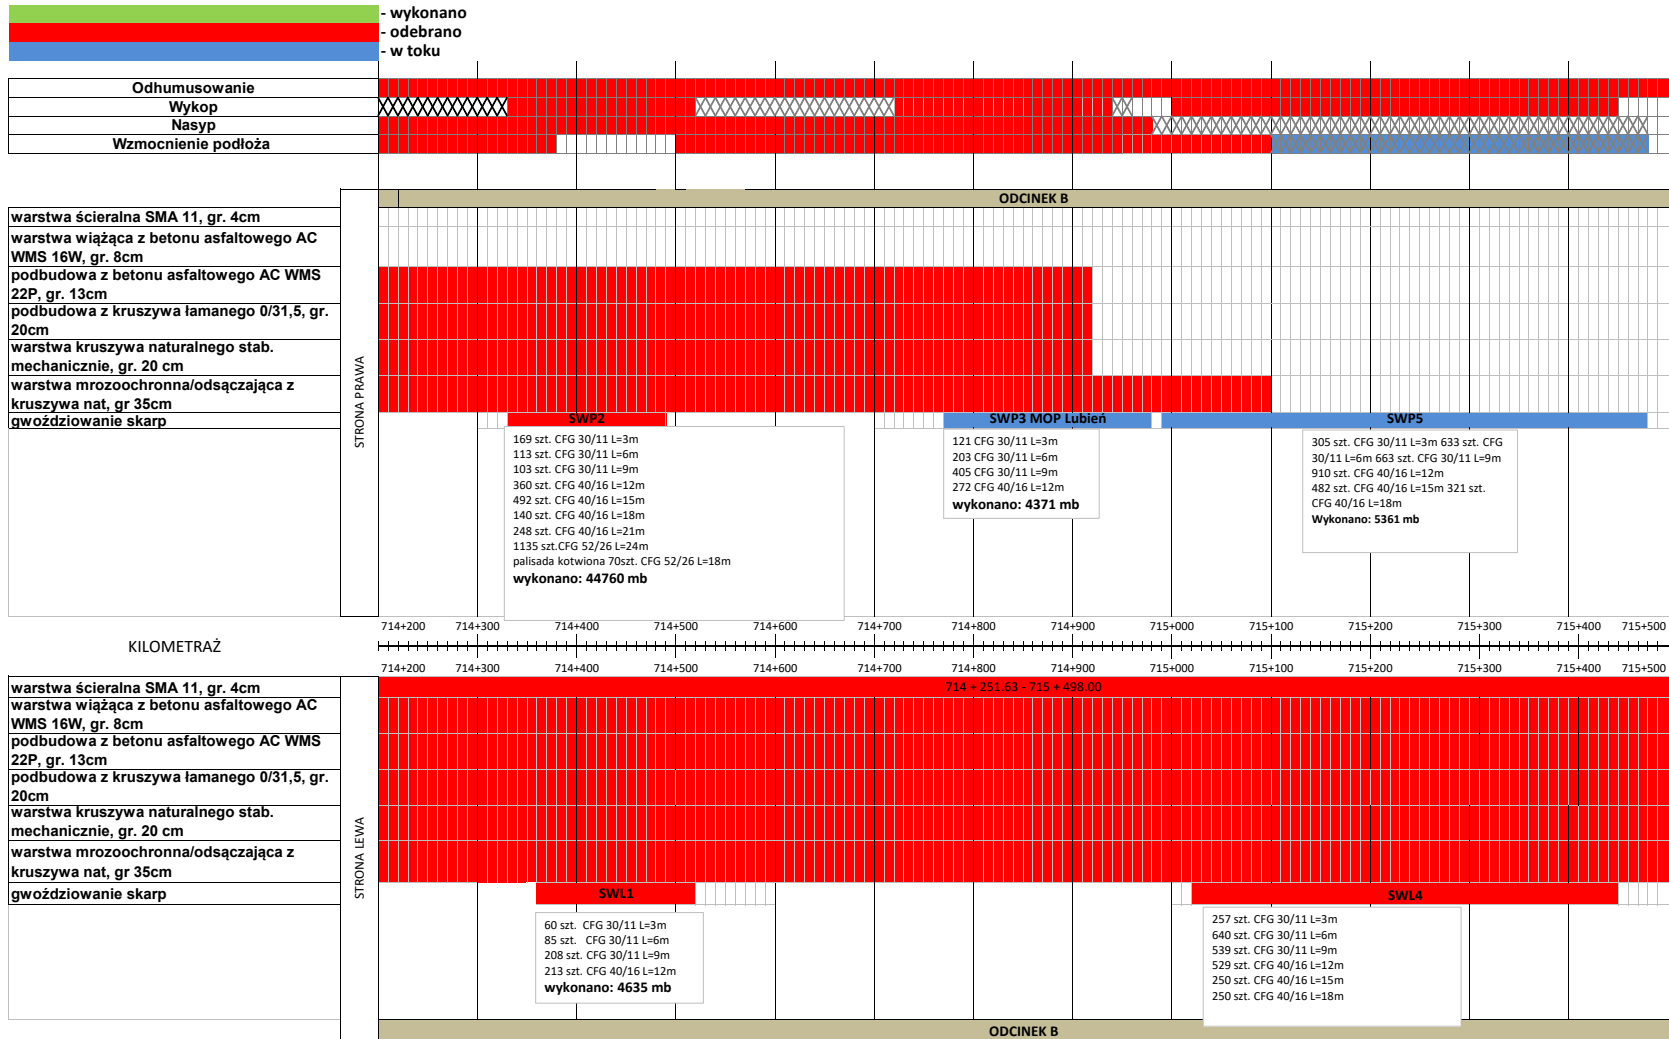 - wykonano
- odebrano
- w toku
Odhumusowanie
Wykop
Nasyp
Wzmocnienie podłoża
ODCINEK B
STRONA PRAWA
warstwa ścieralna SMA 11, gr. 4cm
warstwa wiążąca z betonu asfaltowego AC
WMS 16W, gr. 8cm
podbudowa z betonu asfaltowego AC WMS
22P, gr. 13cm
podbudowa z kruszywa łamanego 0/31,5, gr.
20cm
warstwa kruszywa naturalnego stab.
mechanicznie, gr. 20 cm
warstwa mrozoochronna/odsączająca z
kruszywa nat, gr 35cm
gwoździowanie skarp
SWP2
SWP3 MOP Lubień
SWP5
169 szt. CFG 30/11 L=3m
113 szt. CFG 30/11 L=6m
103 szt. CFG 30/11 L=9m
360 szt. CFG 40/16 L=12m
492 szt. CFG 40/16 L=15m
140 szt. CFG 40/16 L=18m
248 szt. CFG 40/16 L=21m
1135 szt.CFG 52/26 L=24m
palisada kotwiona 70szt. CFG 52/26 L=18m
wykonano: 44760 mb
121 CFG 30/11 L=3m
203 CFG 30/11 L=6m
405 CFG 30/11 L=9m
272 CFG 40/16 L=12m
wykonano: 4371 mb
305 szt. CFG 30/11 L=3m 633 szt. CFG
30/11 L=6m 663 szt. CFG 30/11 L=9m
910 szt. CFG 40/16 L=12m
482 szt. CFG 40/16 L=15m 321 szt.
CFG 40/16 L=18m
Wykonano: 5361 mb
714+200 714+300 714+400 714+500 714+600 714+700 714+800 714+900 715+000 715+100 715+200 715+300 715+400 715+500
KILOMETRAŻ
714+200 714+300 714+400 714+500 714+600 714+700 714+800 714+900 715+000 715+100 715+200 715+300 715+400 715+500
STRONA LEWA
warstwa ścieralna SMA 11, gr. 4cm
714 + 251.63 - 715 + 498.00
warstwa wiążąca z betonu asfaltowego AC
WMS 16W, gr. 8cm
podbudowa z betonu asfaltowego AC WMS
22P, gr. 13cm
podbudowa z kruszywa łamanego 0/31,5, gr.
20cm
warstwa kruszywa naturalnego stab.
mechanicznie, gr. 20 cm
warstwa mrozoochronna/odsączająca z
kruszywa nat, gr 35cm
gwoździowanie skarp
SWL1
SWL4
60 szt. CFG 30/11 L=3m
85 szt. CFG 30/11 L=6m
208 szt. CFG 30/11 L=9m
213 szt. CFG 40/16 L=12m
wykonano: 4635 mb
257 szt. CFG 30/11 L=3m
640 szt. CFG 30/11 L=6m
539 szt. CFG 30/11 L=9m
529 szt. CFG 40/16 L=12m
250 szt. CFG 40/16 L=15m
250 szt. CFG 40/16 L=18m
ODCINEK B